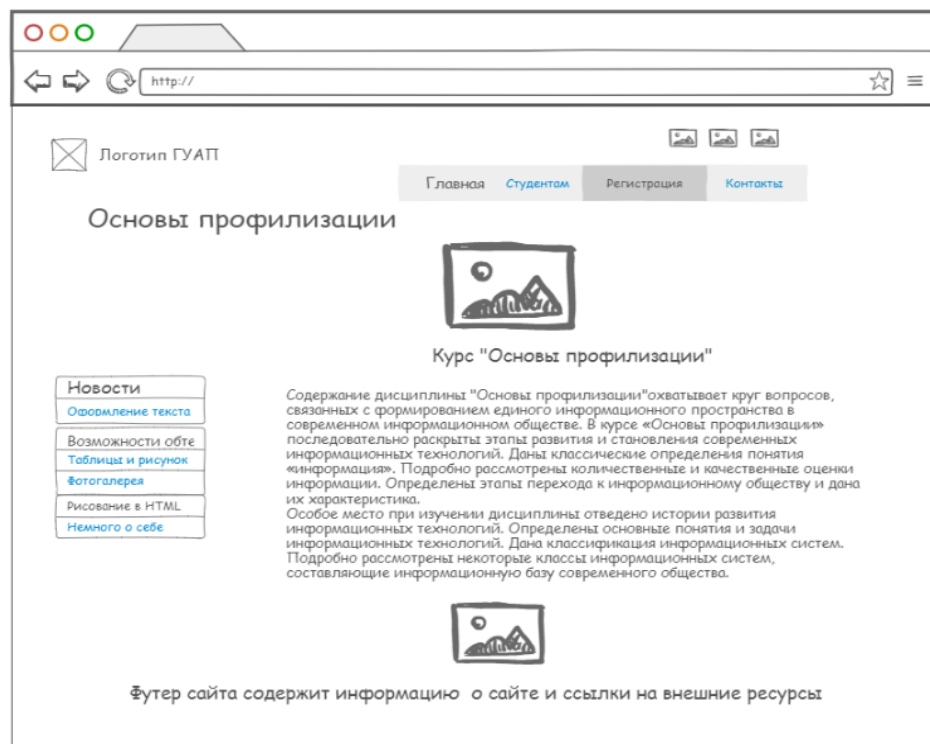 http://
Логотип ГУАП
Главная Студентам Регистрация Контакты
Основы профилизации
Курс "Основы профилизации"
Новости
Оформление текста
Возможности обте
Таблицы и рисунок
Фотогалерея
Рисование в HTML
Немного о себе
Содержание дисциплины "Основы профилизации"охватывает круг вопросов,
связанных с формированием единого информационного пространства в
современном информационном обществе. В курсе «Основы профилизации»
последовательно раскрыты этапы развития и становления современных
информационных технологий. Даны классические определения понятия
«информация». Подробно рассмотрены количественные и качественные оценки
информации. Определены этапы перехода к информационному обществу и дана
их характеристика.
Особое место при изучении дисциплины отведено истории развития
информационных технологий. Определены основные понятия и задачи
информационных технологий. Дана классификация информационных систем.
Подробно рассмотрены некоторые классы информационных систем,
составляющие информационную базу современного общества.
Футер сайта содержит информацию о сайте и ссылки на внешние ресурсы